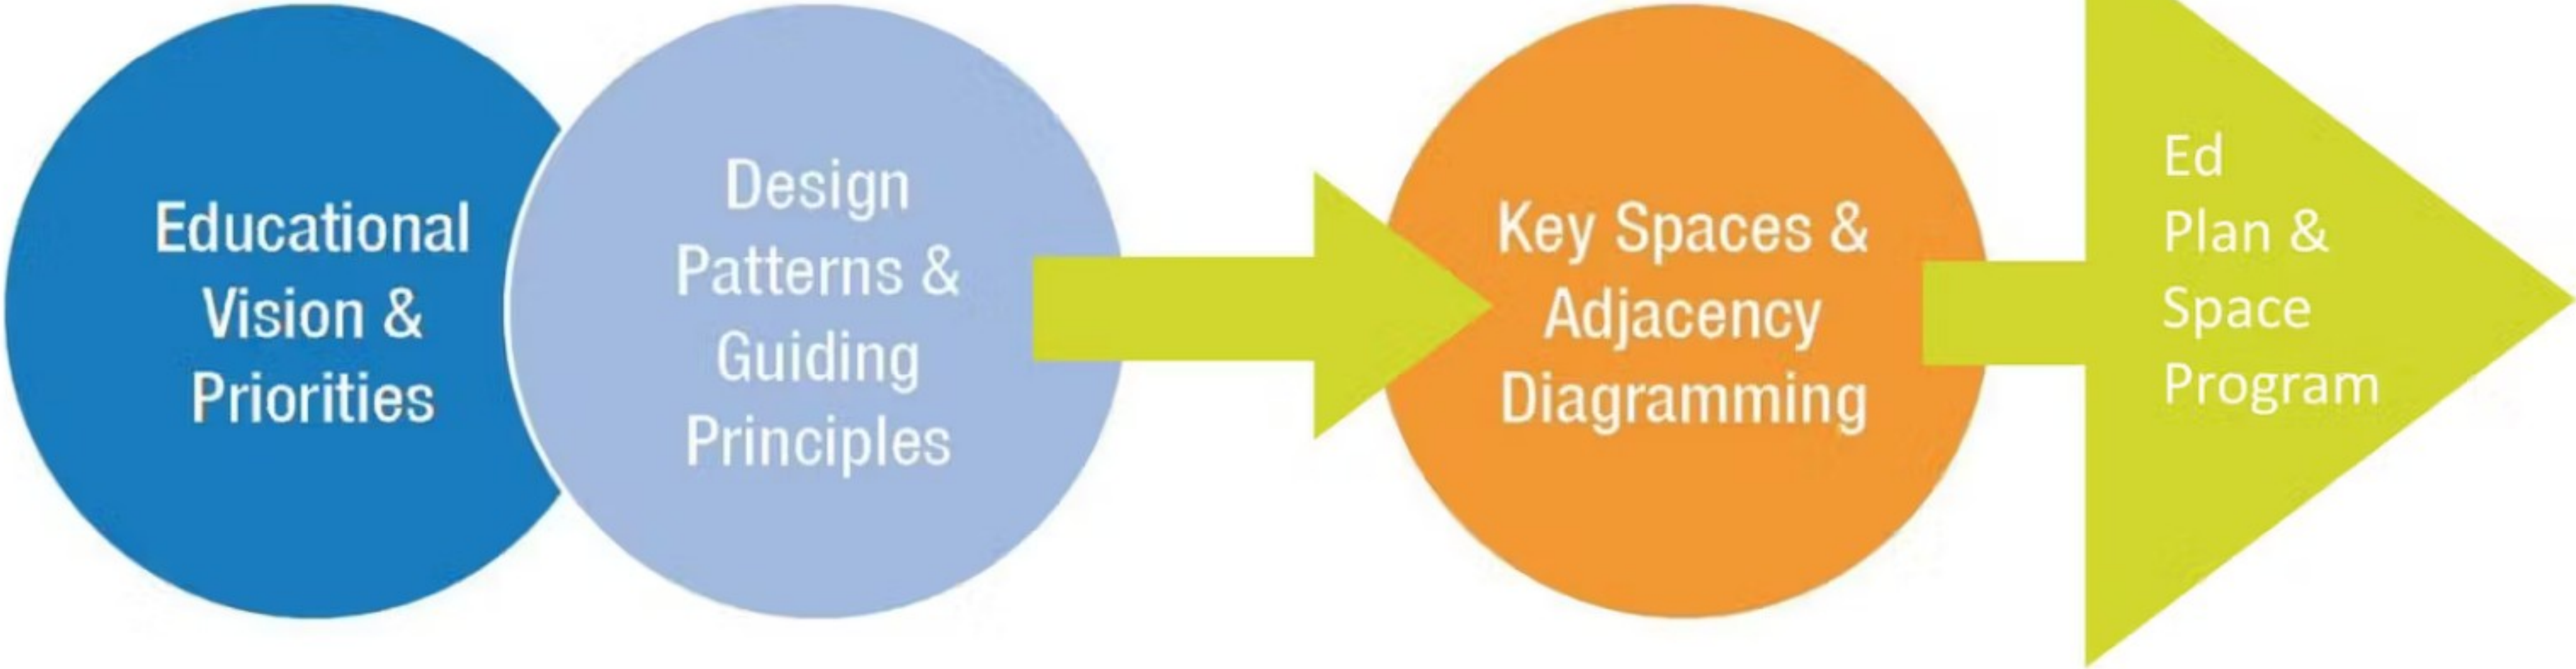 Educational
Vision &
Priorities
Design
Patterns &
Guiding
Principles
Key Spaces &
Adjacency
Diagramming
Ed
Plan &
Space
Program